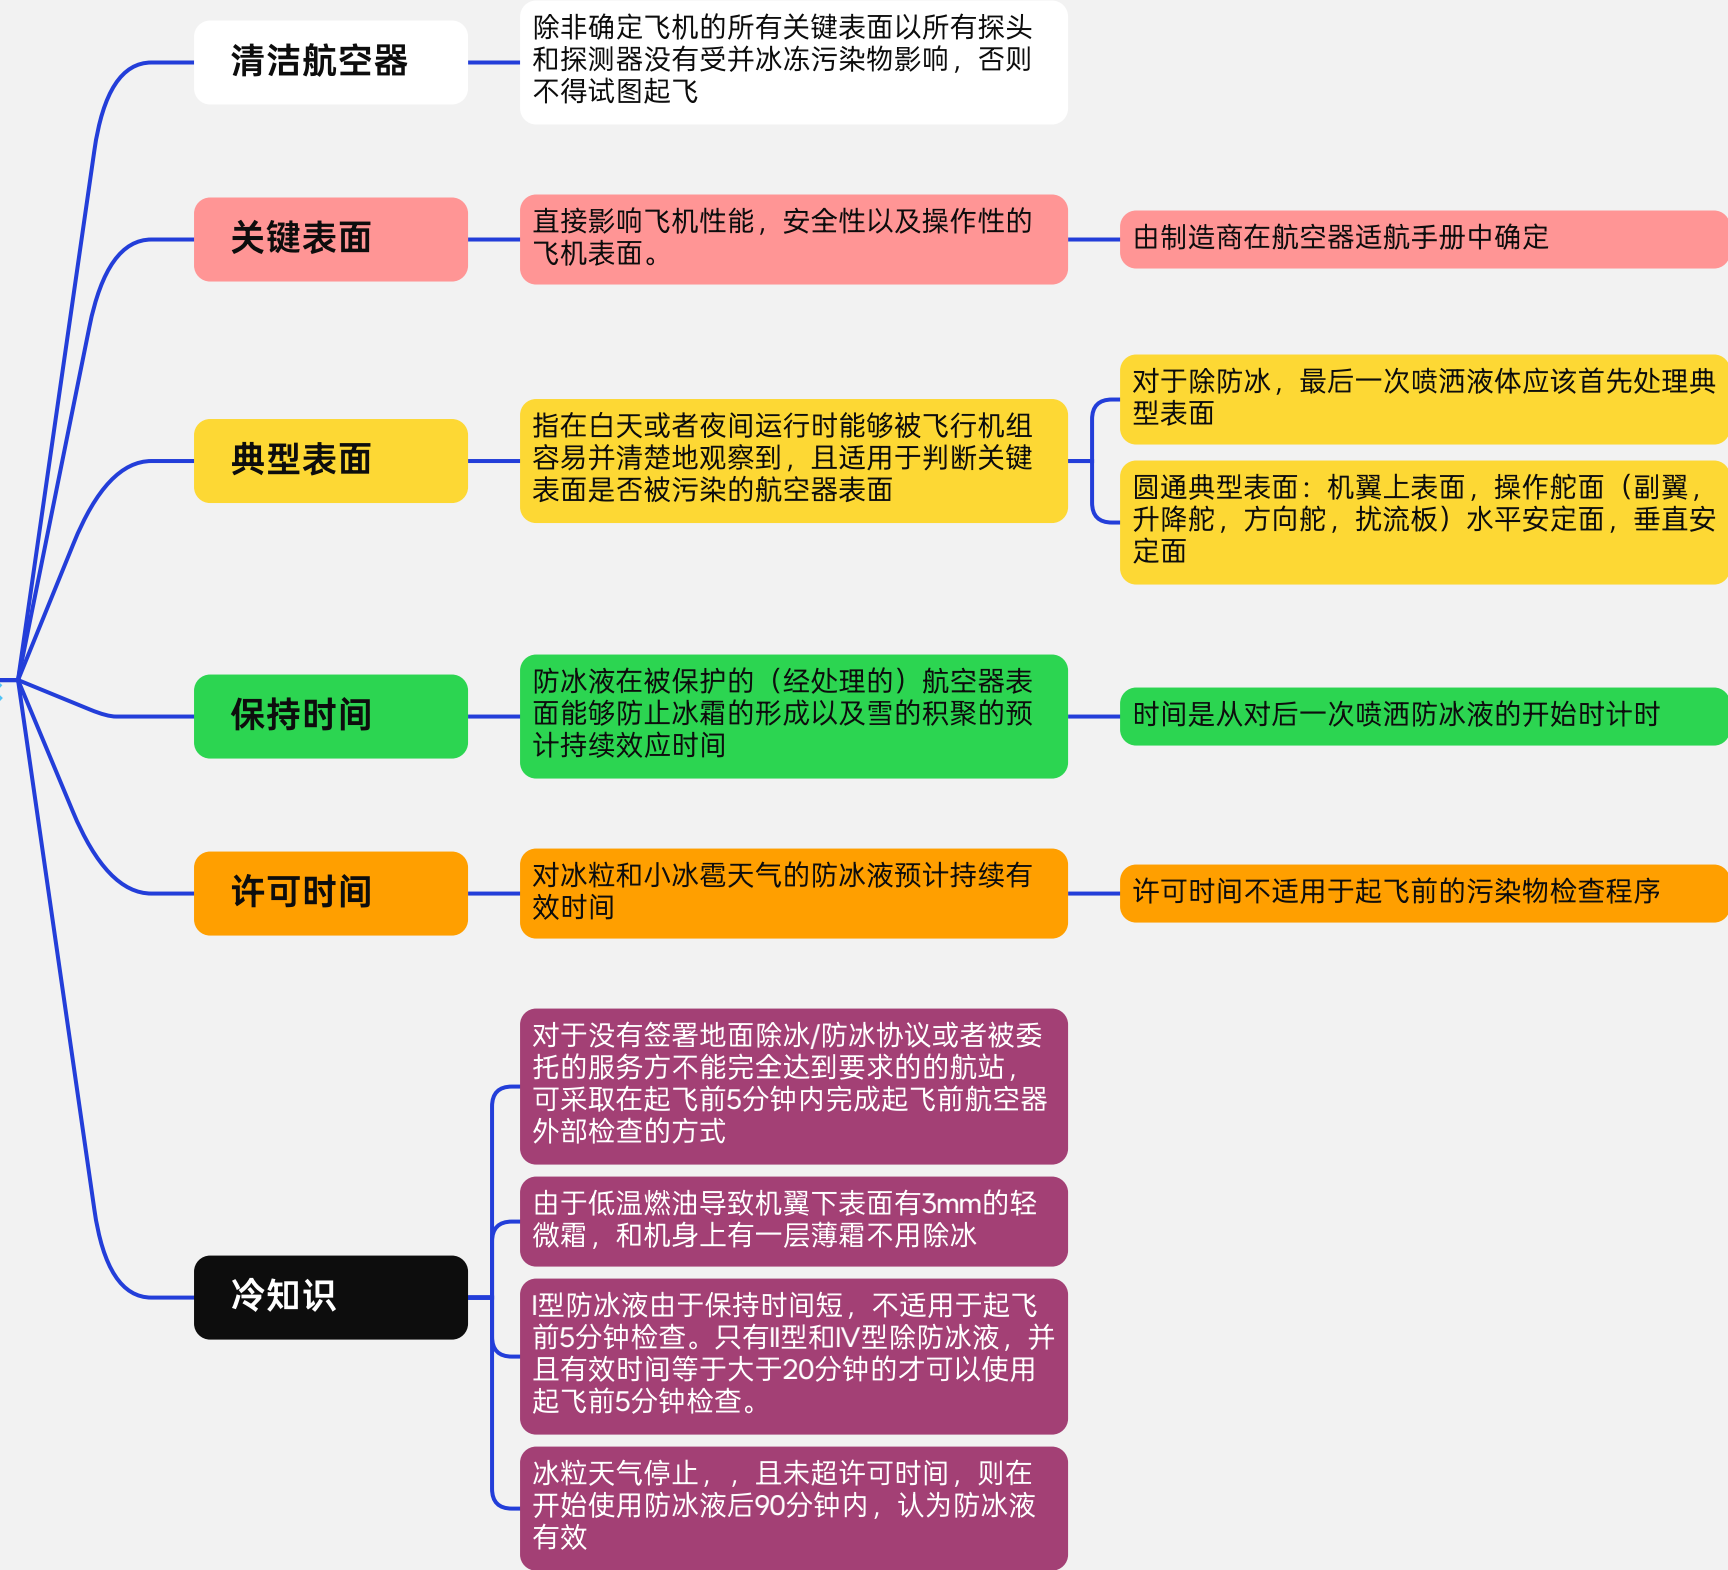 清洁航空器
除非确定飞机的所有关键表面以所有探头
和探测器没有受并冰冻污染物影响，否则
不得试图起飞
关键表面
直接影响飞机性能，安全性以及操作性的
飞机表面。
由制造商在航空器适航手册中确定
典型表面
指在白天或者夜间运行时能够被飞行机组
容易并清楚地观察到，且适用于判断关键
表面是否被污染的航空器表面
对于除防冰，最后一次喷洒液体应该首先处理典
型表面
圆通典型表面：机翼上表面，操作舵面（副翼，
升降舵，方向舵，扰流板）水平安定面，垂直安
定面
保持时间
防冰液在被保护的（经处理的）航空器表
面能够防止冰霜的形成以及雪的积聚的预
计持续效应时间
时间是从对后一次喷洒防冰液的开始时计时
许可时间
对冰粒和小冰雹天气的防冰液预计持续有
效时间
许可时间不适用于起飞前的污染物检查程序
冷知识
对于没有签署地面除冰/防冰协议或者被委
托的服务方不能完全达到要求的的航站，
可采取在起飞前5分钟内完成起飞前航空器
外部检查的方式
由于低温燃油导致机翼下表面有3mm的轻
微霜，和机身上有一层薄霜不用除冰
I型防冰液由于保持时间短，不适用于起飞
前5分钟检查。只有II型和IV型除防冰液，并
且有效时间等于大于20分钟的才可以使用
起飞前5分钟检查。
冰粒天气停止，，且未超许可时间，则在
开始使用防冰液后90分钟内，认为防冰液
有效